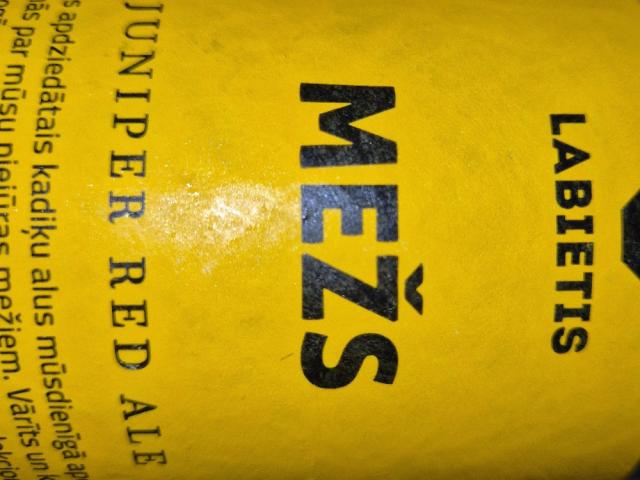 LABIETIS
MEŽS
JUNIPER RED ALE
apdziedātais kadiķu alus mūsdienīgā
par mūsu piejūras mežiem. Vārīts un